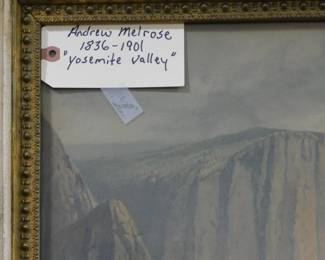 Andrew Melrose
1836-1901
"Yosemite Valley"